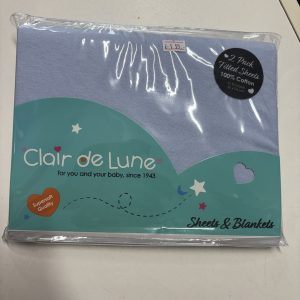 2 Pack
Fitted Sheets
100% Cotton
Clair de Lune
for you and your baby, since 1943
Supersoft
Quality
Sheets & Blankets